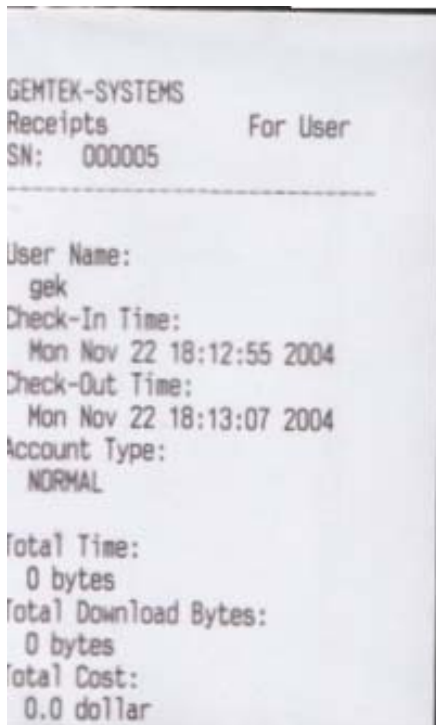 GEMTEK-SYSTEMS
Receipts For User
SN: 000005
--------------------------------
User Name:
gek
Check-In Time:
Mon Nov 22 18:12:55 2004
Check-Out Time:
Mon Nov 22 18:13:07 2004
Account Type:
NORMAL
Total Time:
0 bytes
Total Download Bytes:
0 bytes
Total Cost:
0.0 dollar